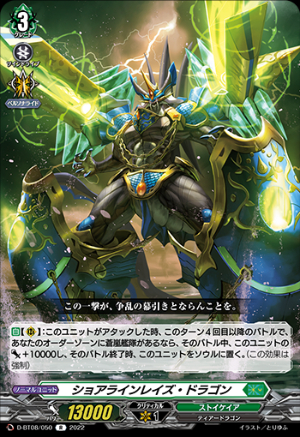 3
グレード
ツインドライブ
ペルソナライド
この一撃が、争乱の幕引きとならんことを。
【(R)】:このユニットがアタックした時、このターン4回目以降のバトルで、
あなたのオーダーゾーンに蒼嵐艦隊があるなら、そのバトル中、このユニットの
+10000し、そのバトル終了時、このユニットをソウルに置く。(この効果は
強制)
ノーマルユニット
ショアラインレイズ・ドラゴン
パワー
13000
クリティカル
1
ストイケイア
ティアードラゴン
D-BT08/050 R 2022
イラスト/とりゆふ